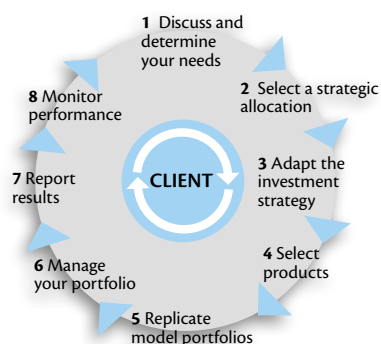 1 Discuss and
determine
your needs
2 Select a strategic
allocation
3 Adapt the
investment
strategy
4 Select
products
5 Replicate
model portfolios
6 Manage
your portfolio
7 Report
results
8 Monitor
performance
CLIENT